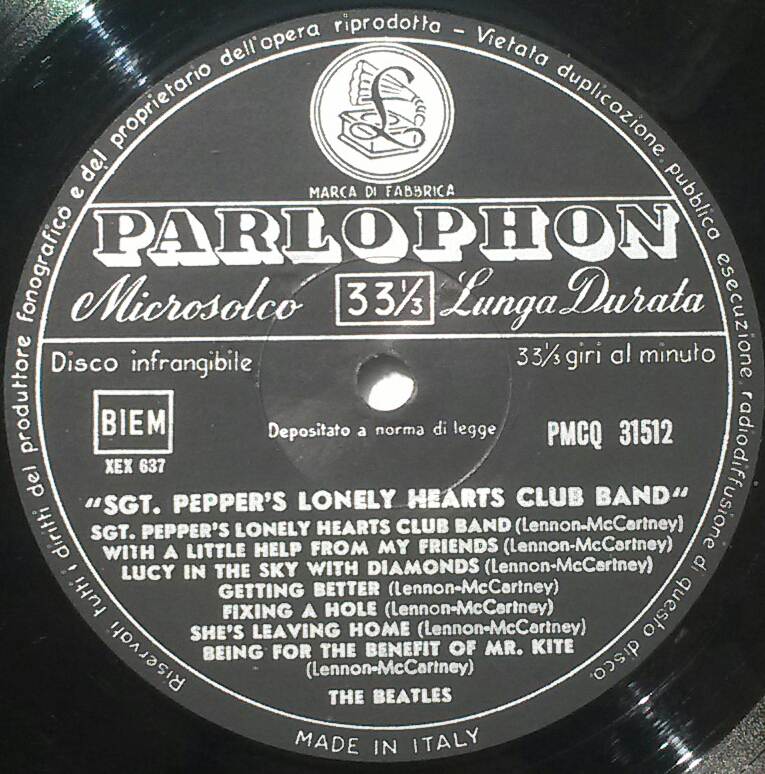 Riservati tutti i diritti del produttore fonografico e del proprietario dell'opera riprodotta – Vietata duplicazione, pubblica esecuzione, radiodiffusione di questo disco.
£
MARCA DI FABBRICA
PARLOPHON
Microsolco 33⅓ Lunga Durata
Disco infrangibile 33⅓ giri al minuto
BIEM
XEX 637
Depositato a norma di legge
PMCQ 31512
"SGT. PEPPER'S LONELY HEARTS CLUB BAND"
SGT. PEPPER'S LONELY HEARTS CLUB BAND (Lennon-McCartney)
WITH A LITTLE HELP FROM MY FRIENDS (Lennon-McCartney)
LUCY IN THE SKY WITH DIAMONDS (Lennon-McCartney)
GETTING BETTER (Lennon-McCartney)
FIXING A HOLE (Lennon-McCartney)
SHE'S LEAVING HOME (Lennon-McCartney)
BEING FOR THE BENEFIT OF MR. KITE
(Lennon-McCartney)
THE BEATLES
MADE IN ITALY